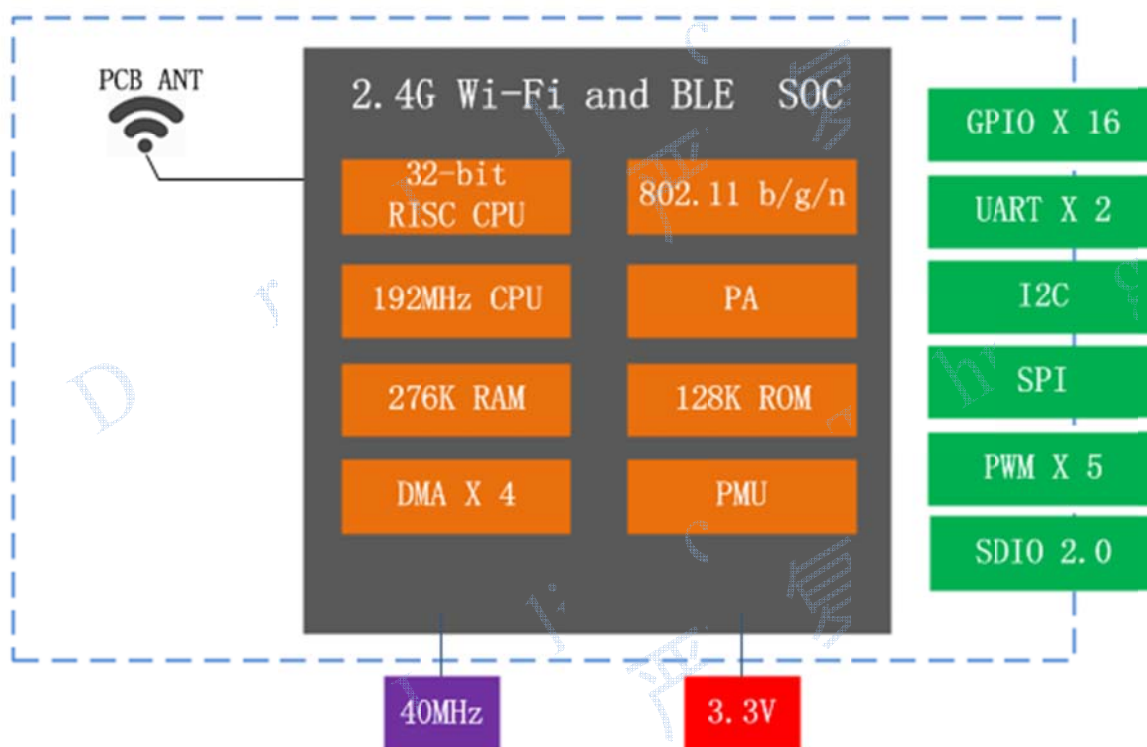 PCB ANT
2.4G Wi-Fi and BLE SOC
32-bit
RISC CPU
802.11 b/g/n
192MHz CPU
PA
276K RAM
128K ROM
DMA X 4
PMU
GPIO X 16
UART X 2
I2C
SPI
PWM X 5
SDIO 2.0
40MHz
3.3V